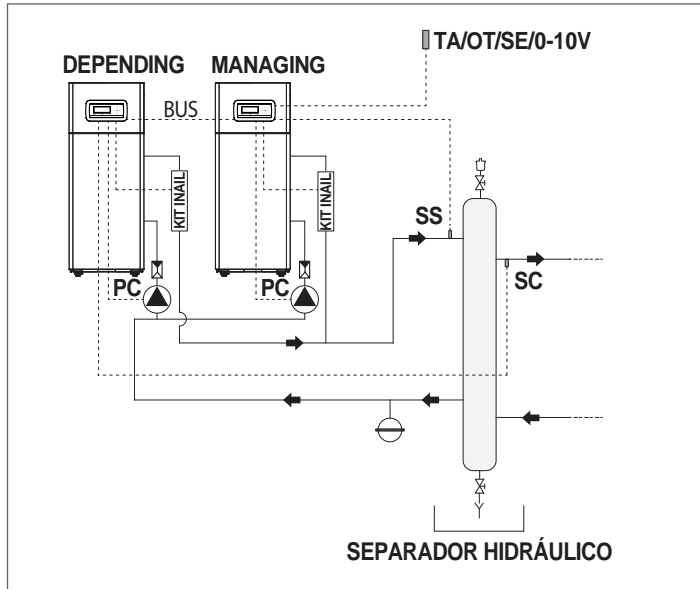 TA/OT/SE/0-10V
DEPENDING
MANAGING
BUS
KIT INAIL
KIT INAIL
SS
SC
PC
PC
SEPARADOR HIDRÁULICO